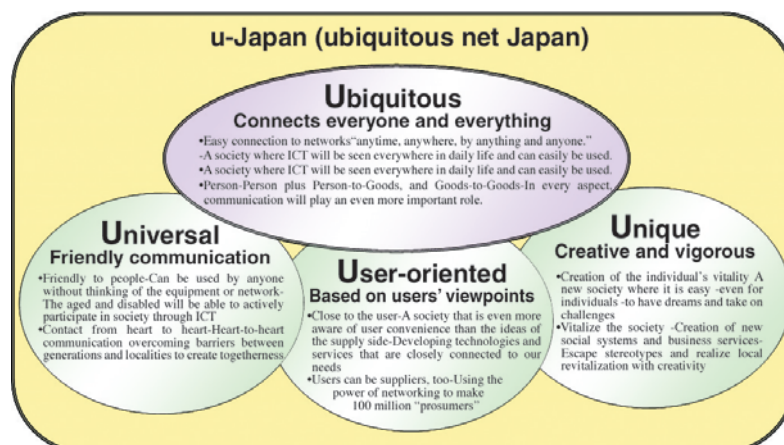 u-Japan (ubiquitous net Japan)
Ubiquitous
Connects everyone and everything
•Easy connection to networks“anytime, anywhere, by anything and anyone.”
-A society where ICT will be seen everywhere in daily life and can easily be used.
•A society where ICT will be seen everywhere in daily life and can easily be used.
•Person-Person plus Person-to-Goods, and Goods-to-Goods-In every aspect,
communication will play an even more important role.
Universal
Friendly communication
•Friendly to people-Can be used by anyone
without thinking of the equipment or network-
The aged and disabled will be able to actively
participate in society through ICT
•Contact from heart to heart-Heart-to-heart
communication overcoming barriers between
generations and localities to create togetherness
User-oriented
Based on users’ viewpoints
•Close to the user-A society that is even more
aware of user convenience than the ideas of
the supply side-Developing technologies and
services that are closely connected to our
needs
•Users can be suppliers, too-Using the
power of networking to make
100 million “prosumers”
Unique
Creative and vigorous
•Creation of the individual’s vitality A
new society where it is easy -even for
individuals -to have dreams and take on
challenges
•Vitalize the society -Creation of new
social systems and business services-
Escape stereotypes and realize local
revitalization with creativity